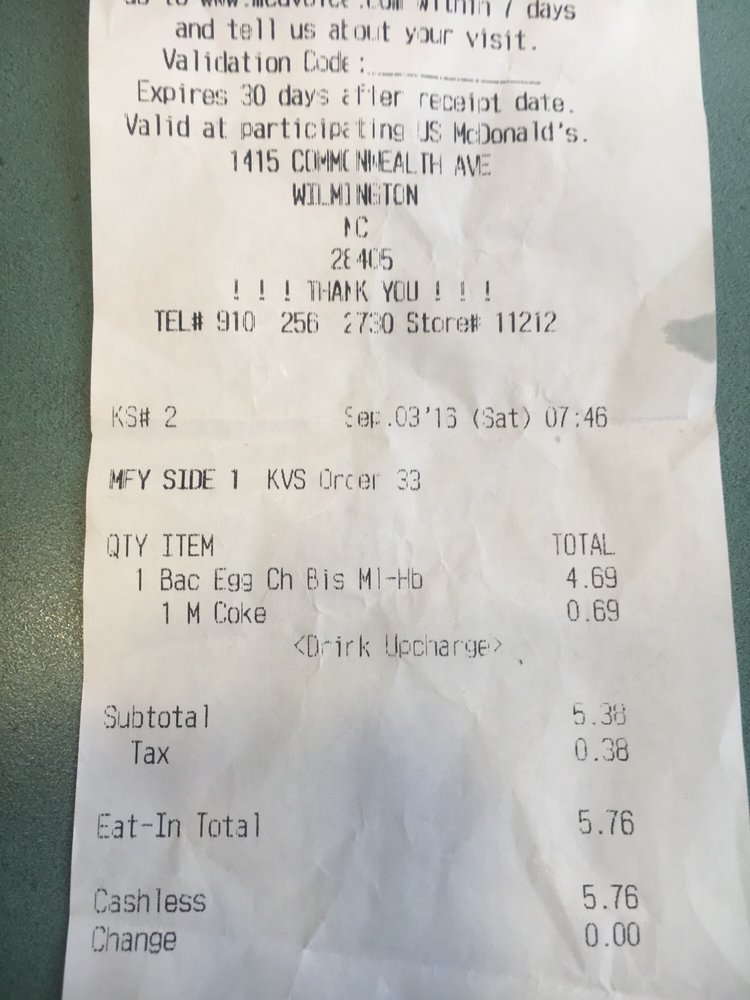 within 7 days
and tell us about your visit.
Validation Code:
Expires 30 days after receipt date.
Valid at participating US McDonald's.
1415 COMMONWEALTH AVE
WILMINGTON
NC
28405
! ! ! THANK YOU ! ! !
TEL# 910 256 2730 Store# 11212
KS# 2 Sep.03'16 (Sat) 07:46
MFY SIDE 1 KVS Order 33
QTY ITEM TOTAL
1 Bac Egg Ch Bis Ml-Hb 4.69
1 M Coke 0.69
<Drink Upcharge>
Subtotal 5.38
Tax 0.38
Eat-In Total 5.76
Cashless 5.76
Change 0.00